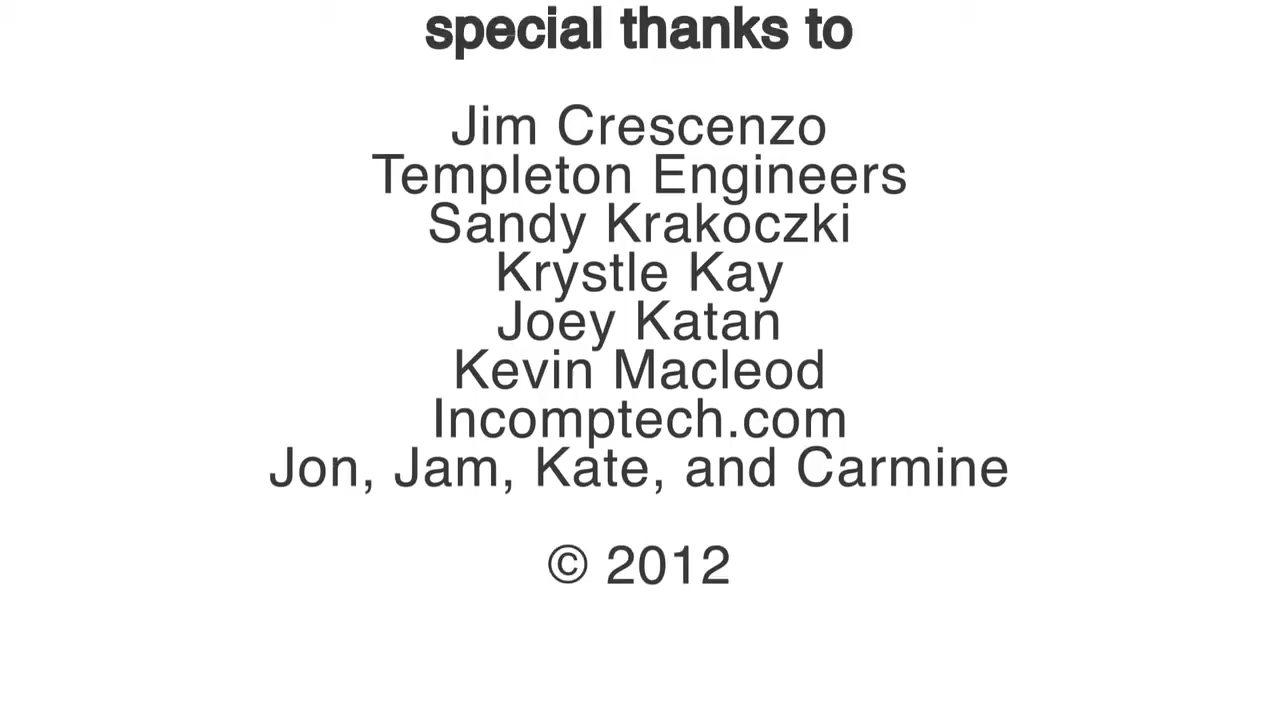 special thanks to
Jim Crescenzo
Templeton Engineers
Sandy Krakoczki
Krystle Kay
Joey Katan
Kevin Macleod
Incomptech.com
Jon, Jam, Kate, and Carmine
© 2012